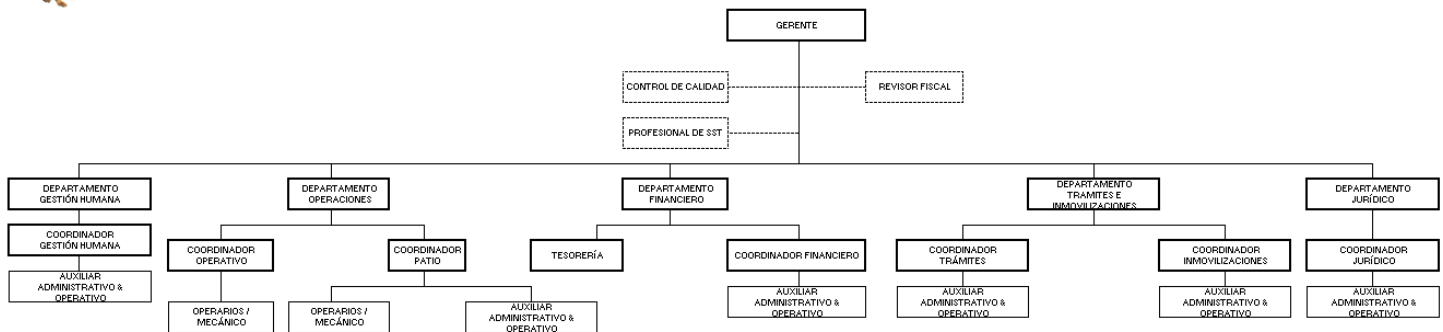 GERENTE
CONTROL DE CALIDAD
REVISOR FISCAL
PROFESIONAL DE SST
DEPARTAMENTO
GESTIÓN HUMANA
DEPARTAMENTO
OPERACIONES
DEPARTAMENTO
FINANCIERO
DEPARTAMENTO
TRAMITES E
INMOVILIZACIONES
DEPARTAMENTO
JURÍDICO
COORDINADOR
GESTIÓN HUMANA
COORDINADOR
OPERATIVO
COORDINADOR
PATIO
TESORERÍA
COORDINADOR FINANCIERO
COORDINADOR
TRÁMITES
COORDINADOR
INMOVILIZACIONES
COORDINADOR
JURÍDICO
AUXILIAR
ADMINISTRATIVO &
OPERATIVO
OPERARIOS /
MECÁNICO
OPERARIOS /
MECÁNICO
AUXILIAR
ADMINISTRATIVO &
OPERATIVO
AUXILIAR
ADMINISTRATIVO &
OPERATIVO
AUXILIAR
ADMINISTRATIVO &
OPERATIVO
AUXILIAR
ADMINISTRATIVO &
OPERATIVO
AUXILIAR
ADMINISTRATIVO &
OPERATIVO